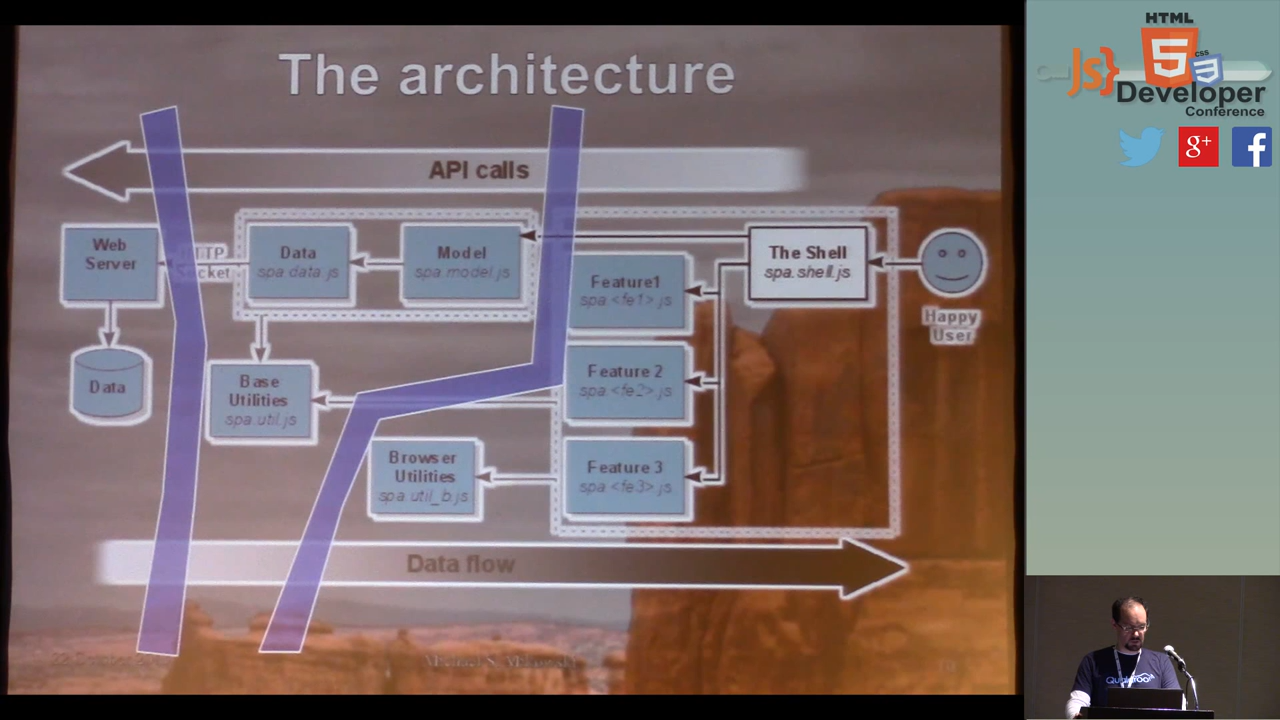 The architecture
API calls
Web
Server
HTTP
Socket
Data
spa.data.js
Model
spa.model.js
The Shell
spa.shell.js
Feature1
spa.<fe1>.js
Happy
User
Data
Base
Utilities
spa.util.js
Feature 2
spa.<fe2>.js
Browser
Utilities
spa.util_b.js
Feature 3
spa.<fe3>.js
Data flow
HTML
5
CSS
3
JS}
Developer
Conference
g+
f